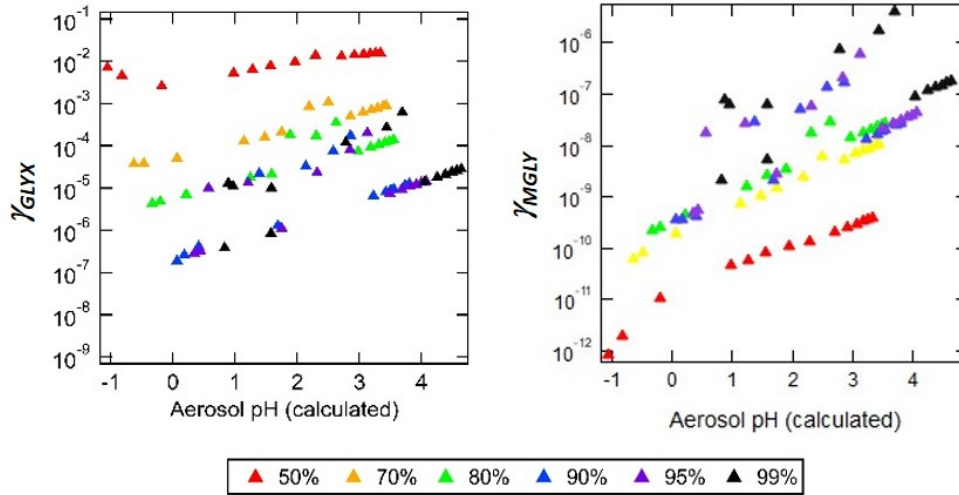 10⁻¹
10⁻²
10⁻³
10⁻⁴
10⁻⁵
10⁻⁶
10⁻⁷
10⁻⁸
10⁻⁹
γGLYX
-1 0 1 2 3 4
Aerosol pH (calculated)
10⁻⁶
10⁻⁷
10⁻⁸
10⁻⁹
10⁻¹⁰
10⁻¹¹
10⁻¹²
γMGLY
-1 0 1 2 3 4
Aerosol pH (calculated)
50% 70% 80% 90% 95% 99%